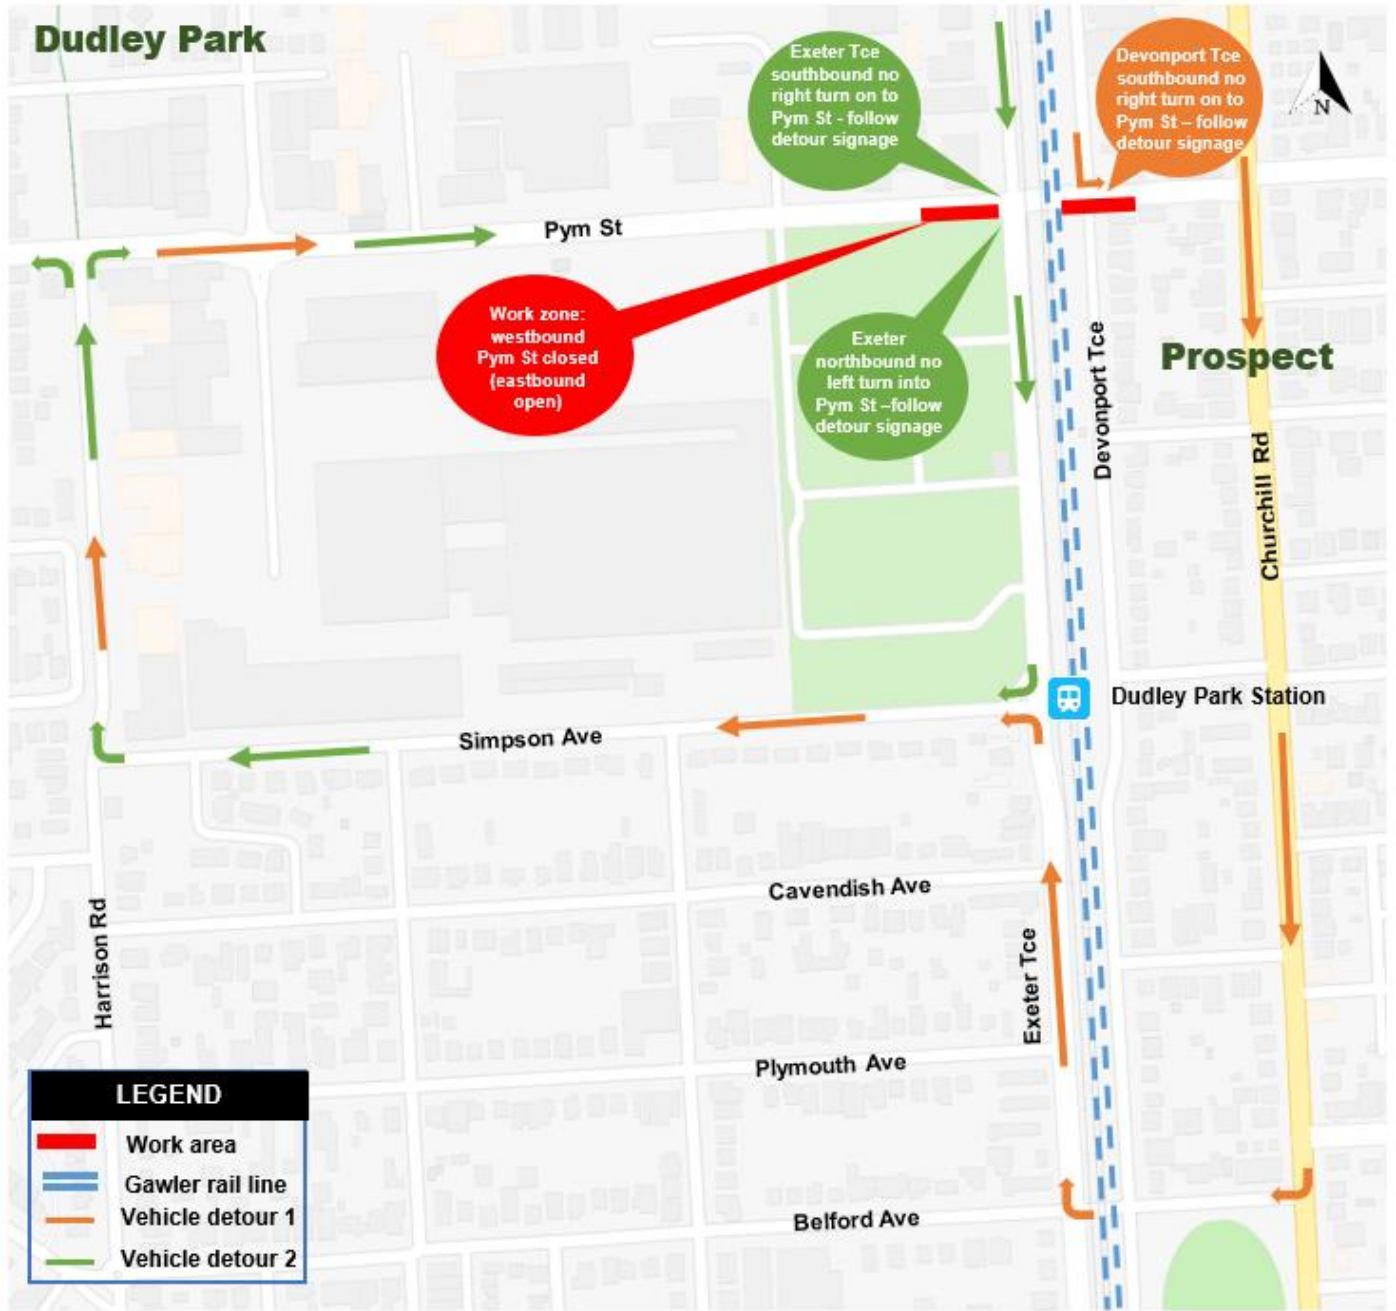 Dudley Park
Exeter Tce
southbound no
right turn on to
Pym St - follow
detour signage
Devonport Tce
southbound no
right turn on to
Pym St – follow
detour signage
N
Pym St
Work zone:
westbound
Pym St closed
(eastbound
open)
Exeter
northbound no
left turn into
Pym St –follow
detour signage
Devonport Tce
Prospect
Churchill Rd
Dudley Park Station
Simpson Ave
Cavendish Ave
Harrison Rd
Exeter Tce
Plymouth Ave
Belford Ave
LEGEND
Work area
Gawler rail line
Vehicle detour 1
Vehicle detour 2